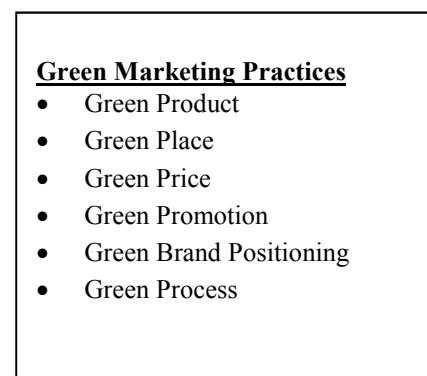 Green Marketing Practices
• Green Product
• Green Place
• Green Price
• Green Promotion
• Green Brand Positioning
• Green Process